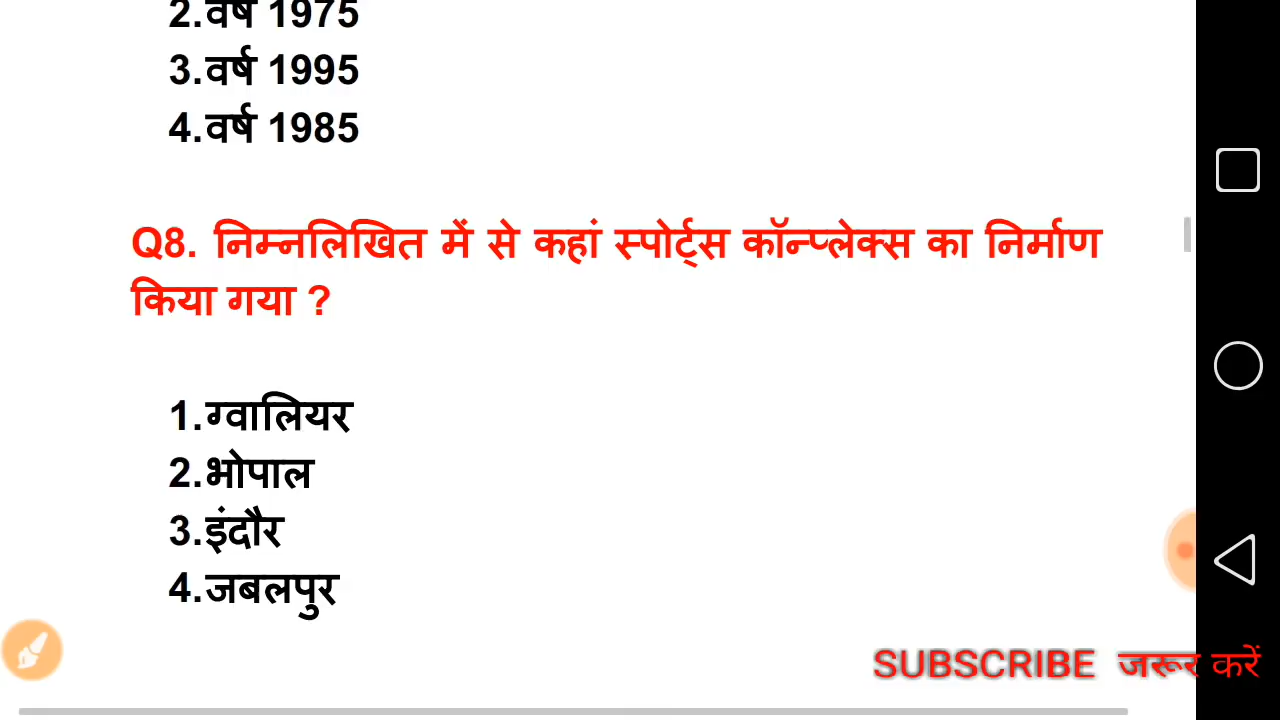 2.वर्ष 1975
3.वर्ष 1995
4.वर्ष 1985
Q8. निम्नलिखित में से कहां स्पोर्ट्स कॉन्प्लेक्स का निर्माण
किया गया ?
1.ग्वालियर
2.भोपाल
3.इंदौर
4.जबलपुर
SUBSCRIBE जरूर करें